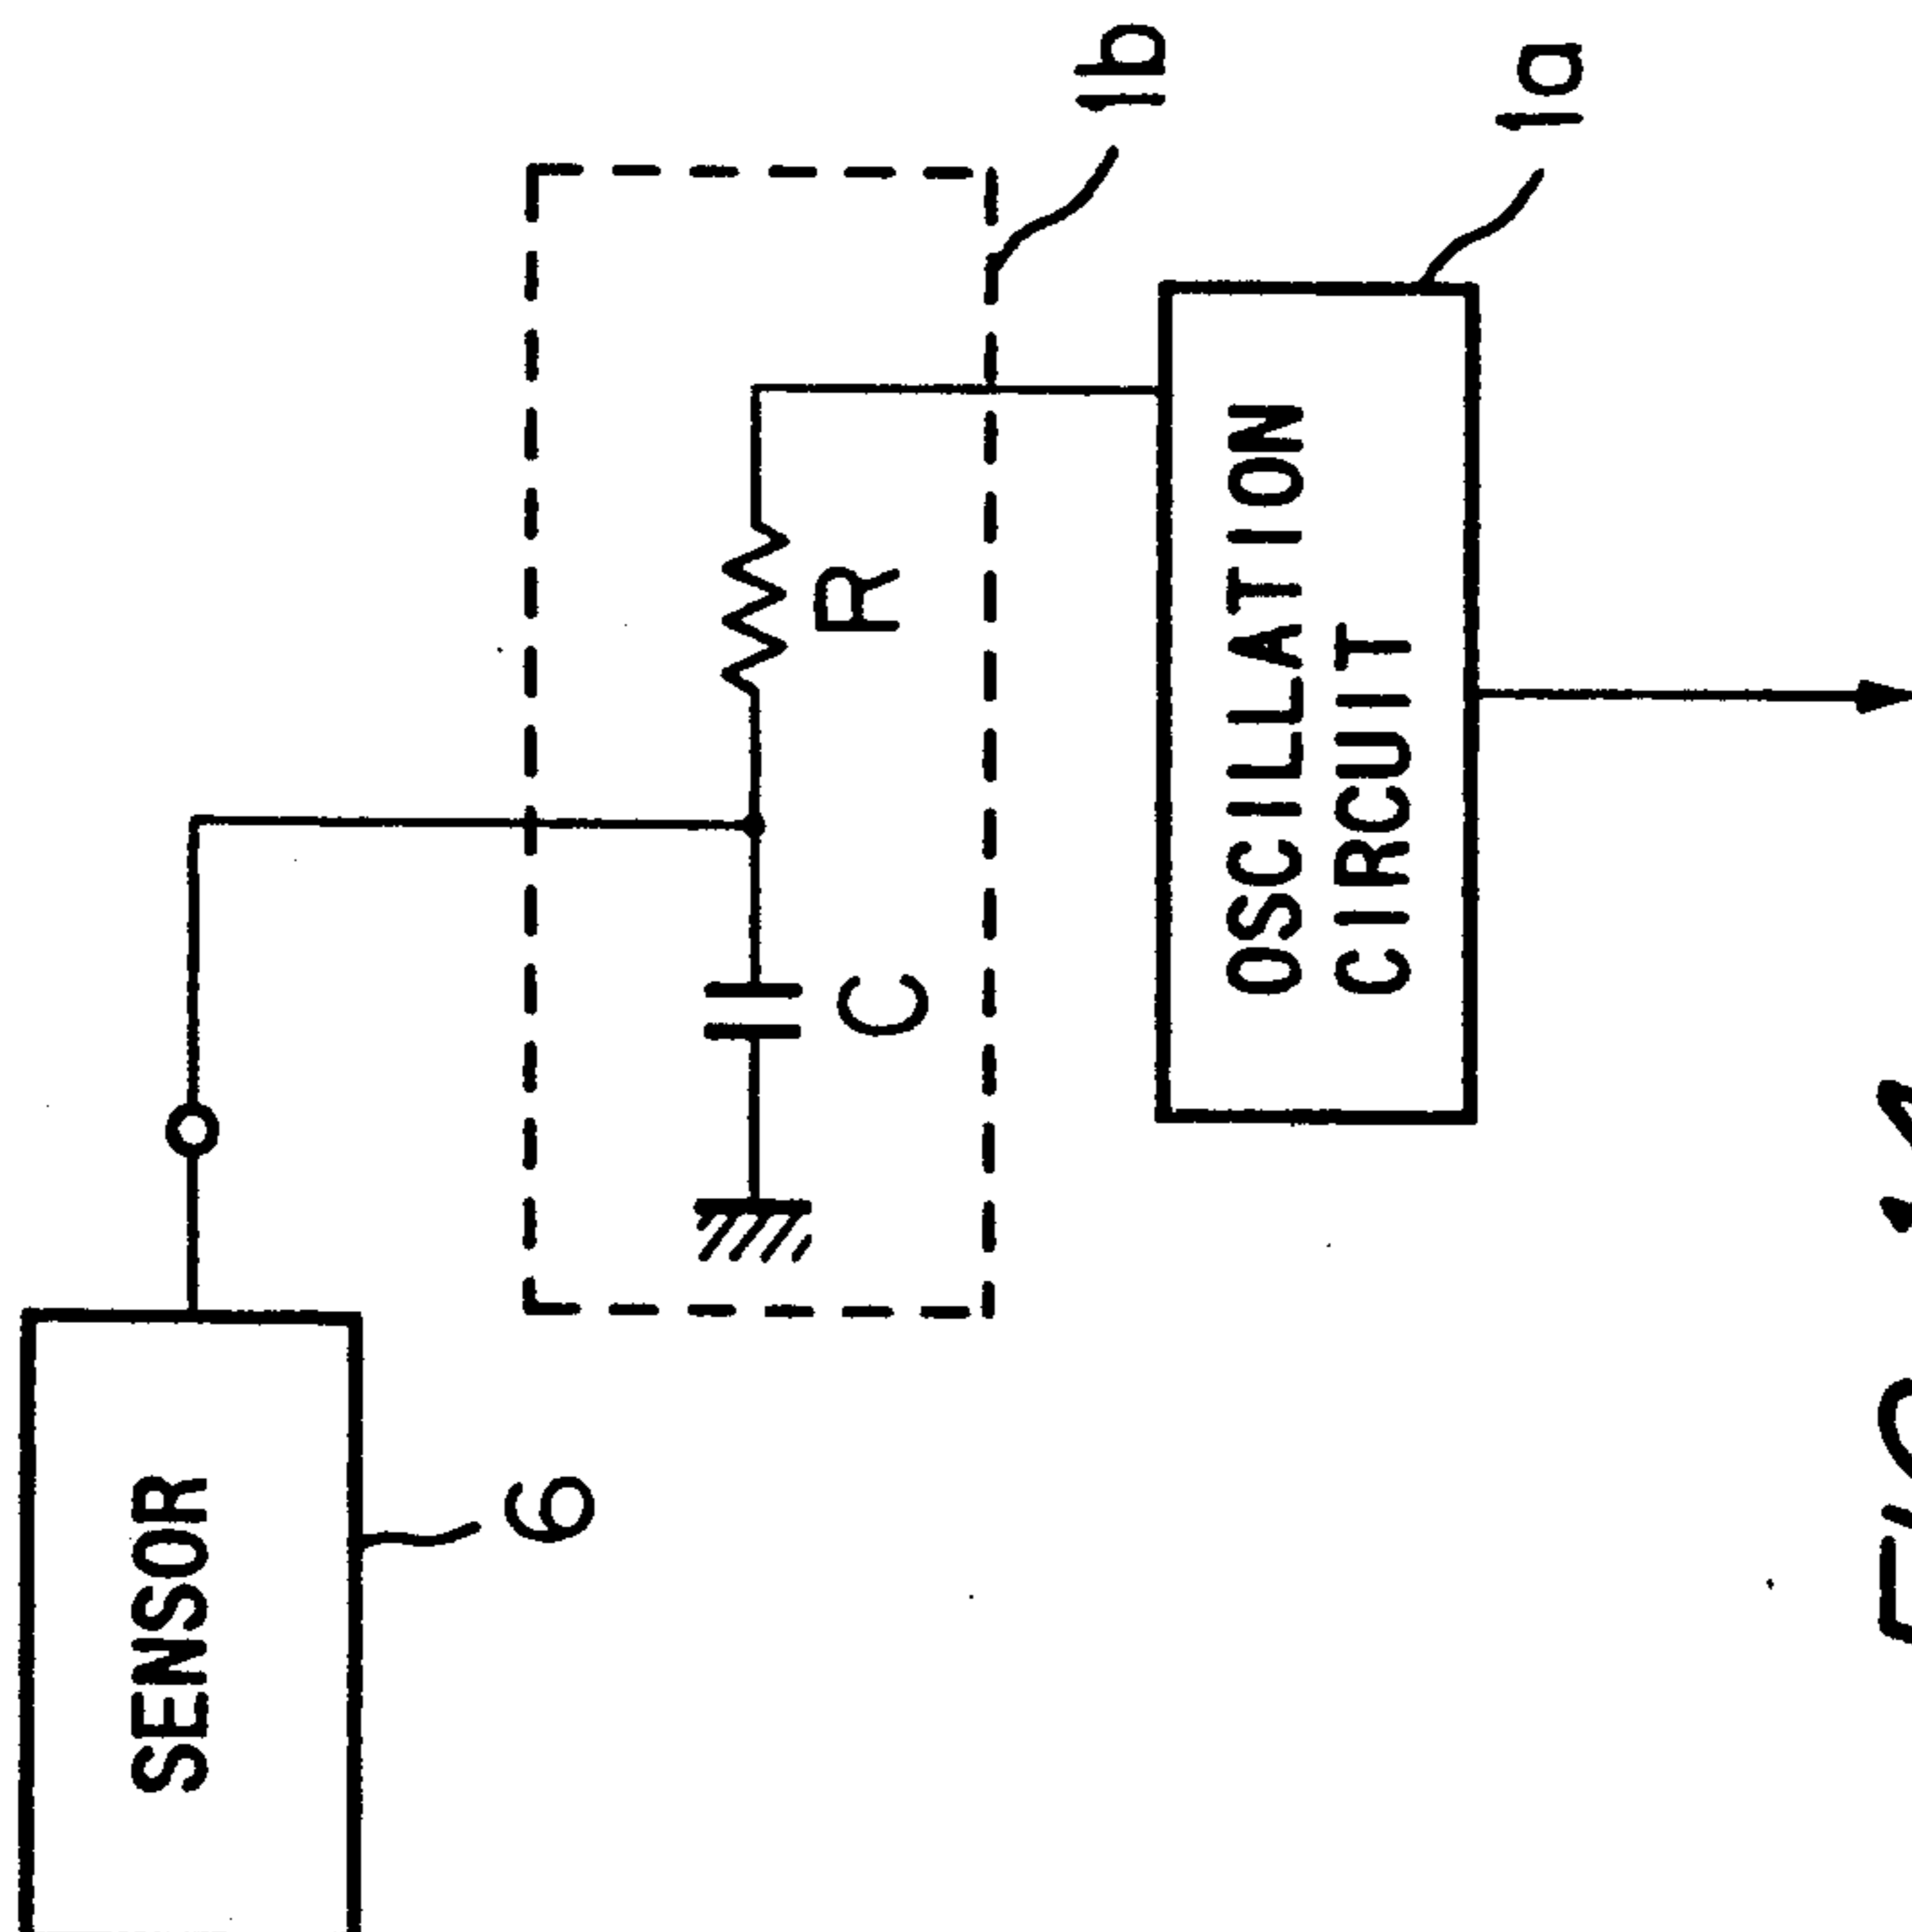 SENSOR
6
C
R
1b
OSCILLATION
CIRCUIT
1a